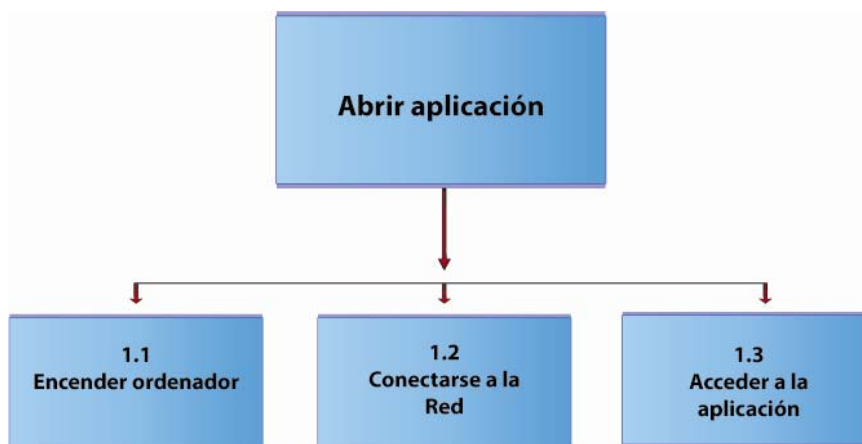 Abrir aplicación
1.1
Encender ordenador
1.2
Conectarse a la
Red
1.3
Acceder a la
aplicación